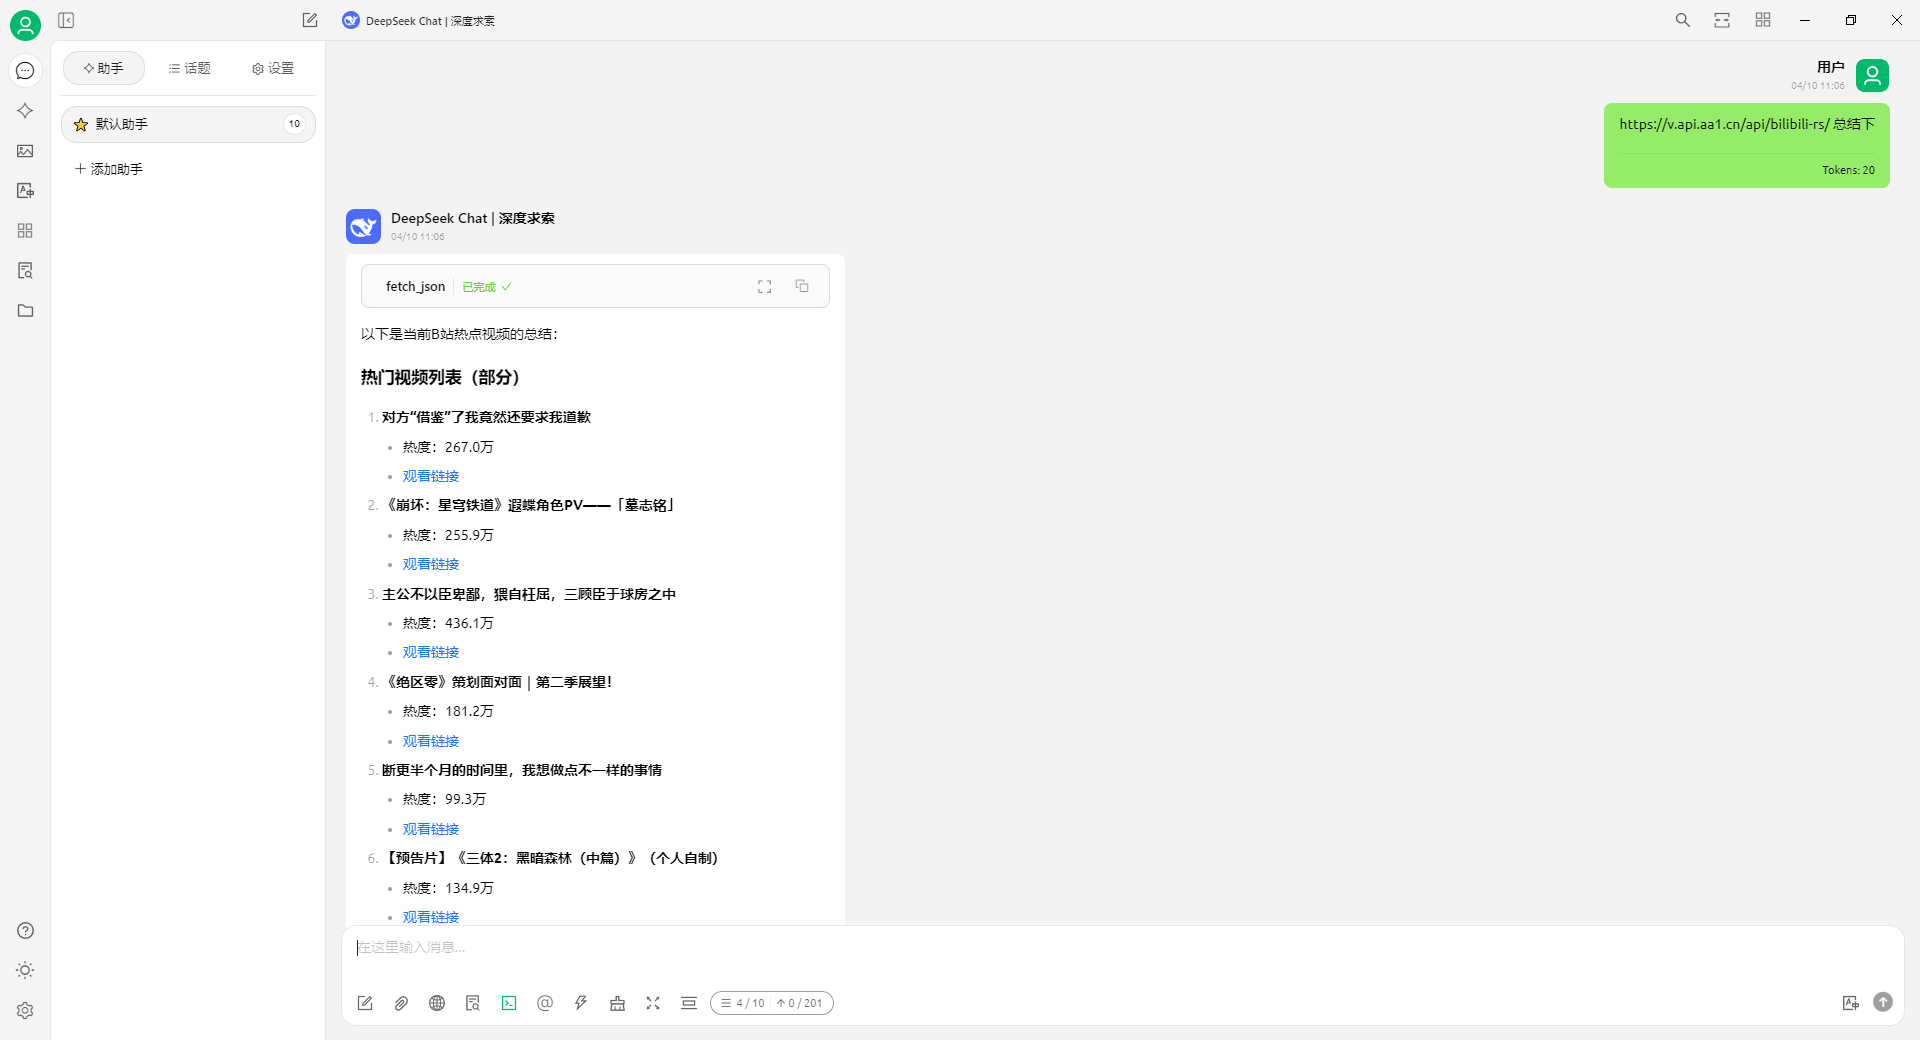 DeepSeek Chat | 深度求索
助手
话题
设置
默认助手
10
添加助手
用户
04/10 11:06
https://v.api.aa1.cn/api/bilibili-rs/ 总结下
Tokens: 20
DeepSeek Chat | 深度求索
04/10 11:06
fetch_json
已完成
以下是当前B站热点视频的总结：
热门视频列表（部分）
1. 对方“借鉴”了我竟然还要求我道歉
热度：267.0万
观看链接
2. 《崩坏：星穹铁道》遐蝶角色PV——「墓志铭」
热度：255.9万
观看链接
3. 主公不以臣卑鄙，猥自枉屈，三顾臣于球房之中
热度：436.1万
观看链接
4. 《绝区零》策划面对面｜第二季展望！
热度：181.2万
观看链接
5. 断更半个月的时间里，我想做点不一样的事情
热度：99.3万
观看链接
6. 【预告片】《三体2：黑暗森林（中篇）》（个人自制）
热度：134.9万
观看链接
在这里输入消息...
4 / 10
0 / 201